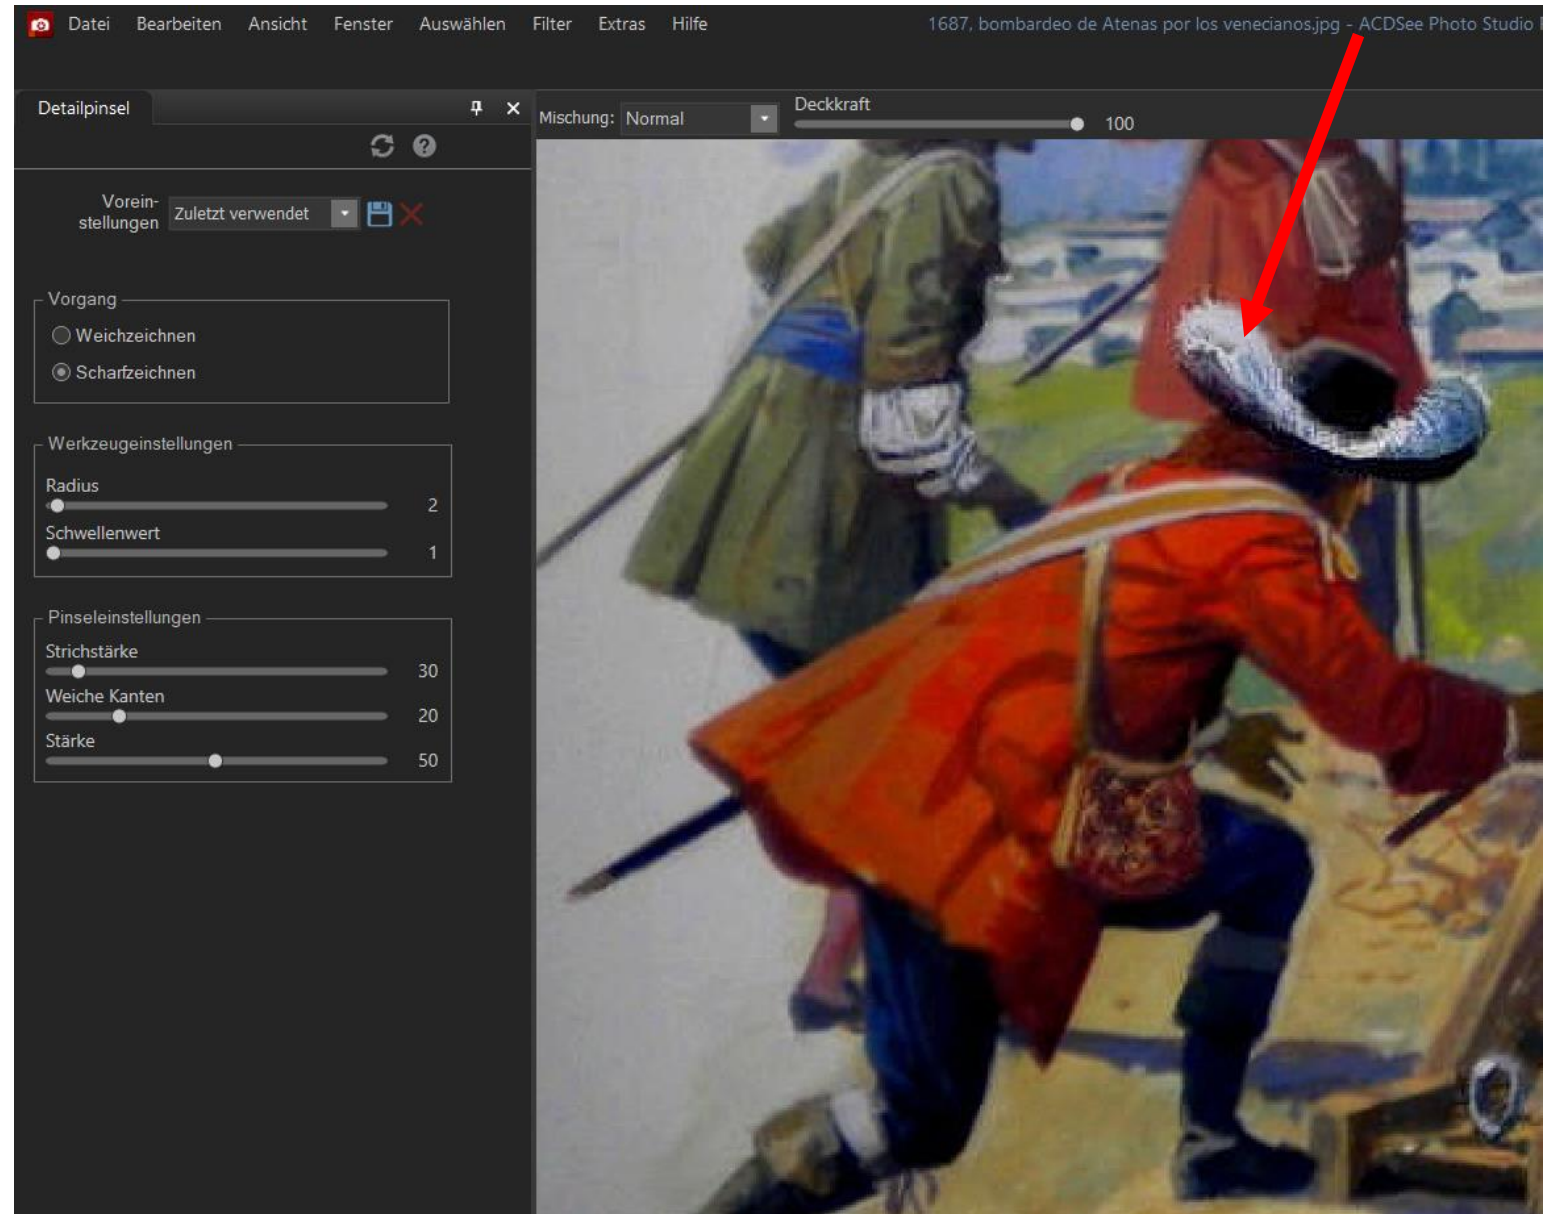 Datei Bearbeiten Ansicht Fenster Auswählen Filter Extras Hilfe 1687, bombardeo de Atenas por los venecianos.jpg - ACDSee Photo Studio
Detailpinsel
Mischung: Normal Deckkraft 100
Vorein-
stellungen Zuletzt verwendet
Vorgang
Weichzeichnen
Scharfzeichnen
Werkzeugeinstellungen
Radius
2
Schwellenwert
1
Pinseleinstellungen
Strichstärke
30
Weiche Kanten
20
Stärke
50